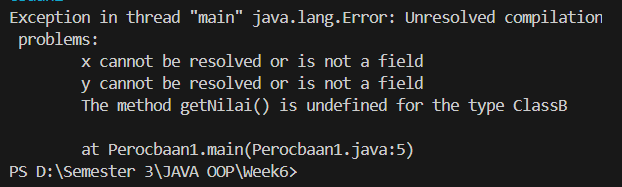 Exception in thread "main" java.lang.Error: Unresolved compilation
problems:
x cannot be resolved or is not a field
y cannot be resolved or is not a field
The method getNilai() is undefined for the type ClassB
at Perocbaan1.main(Perocbaan1.java:5)
PS D:\Semester 3\JAVA OOP\Week6>